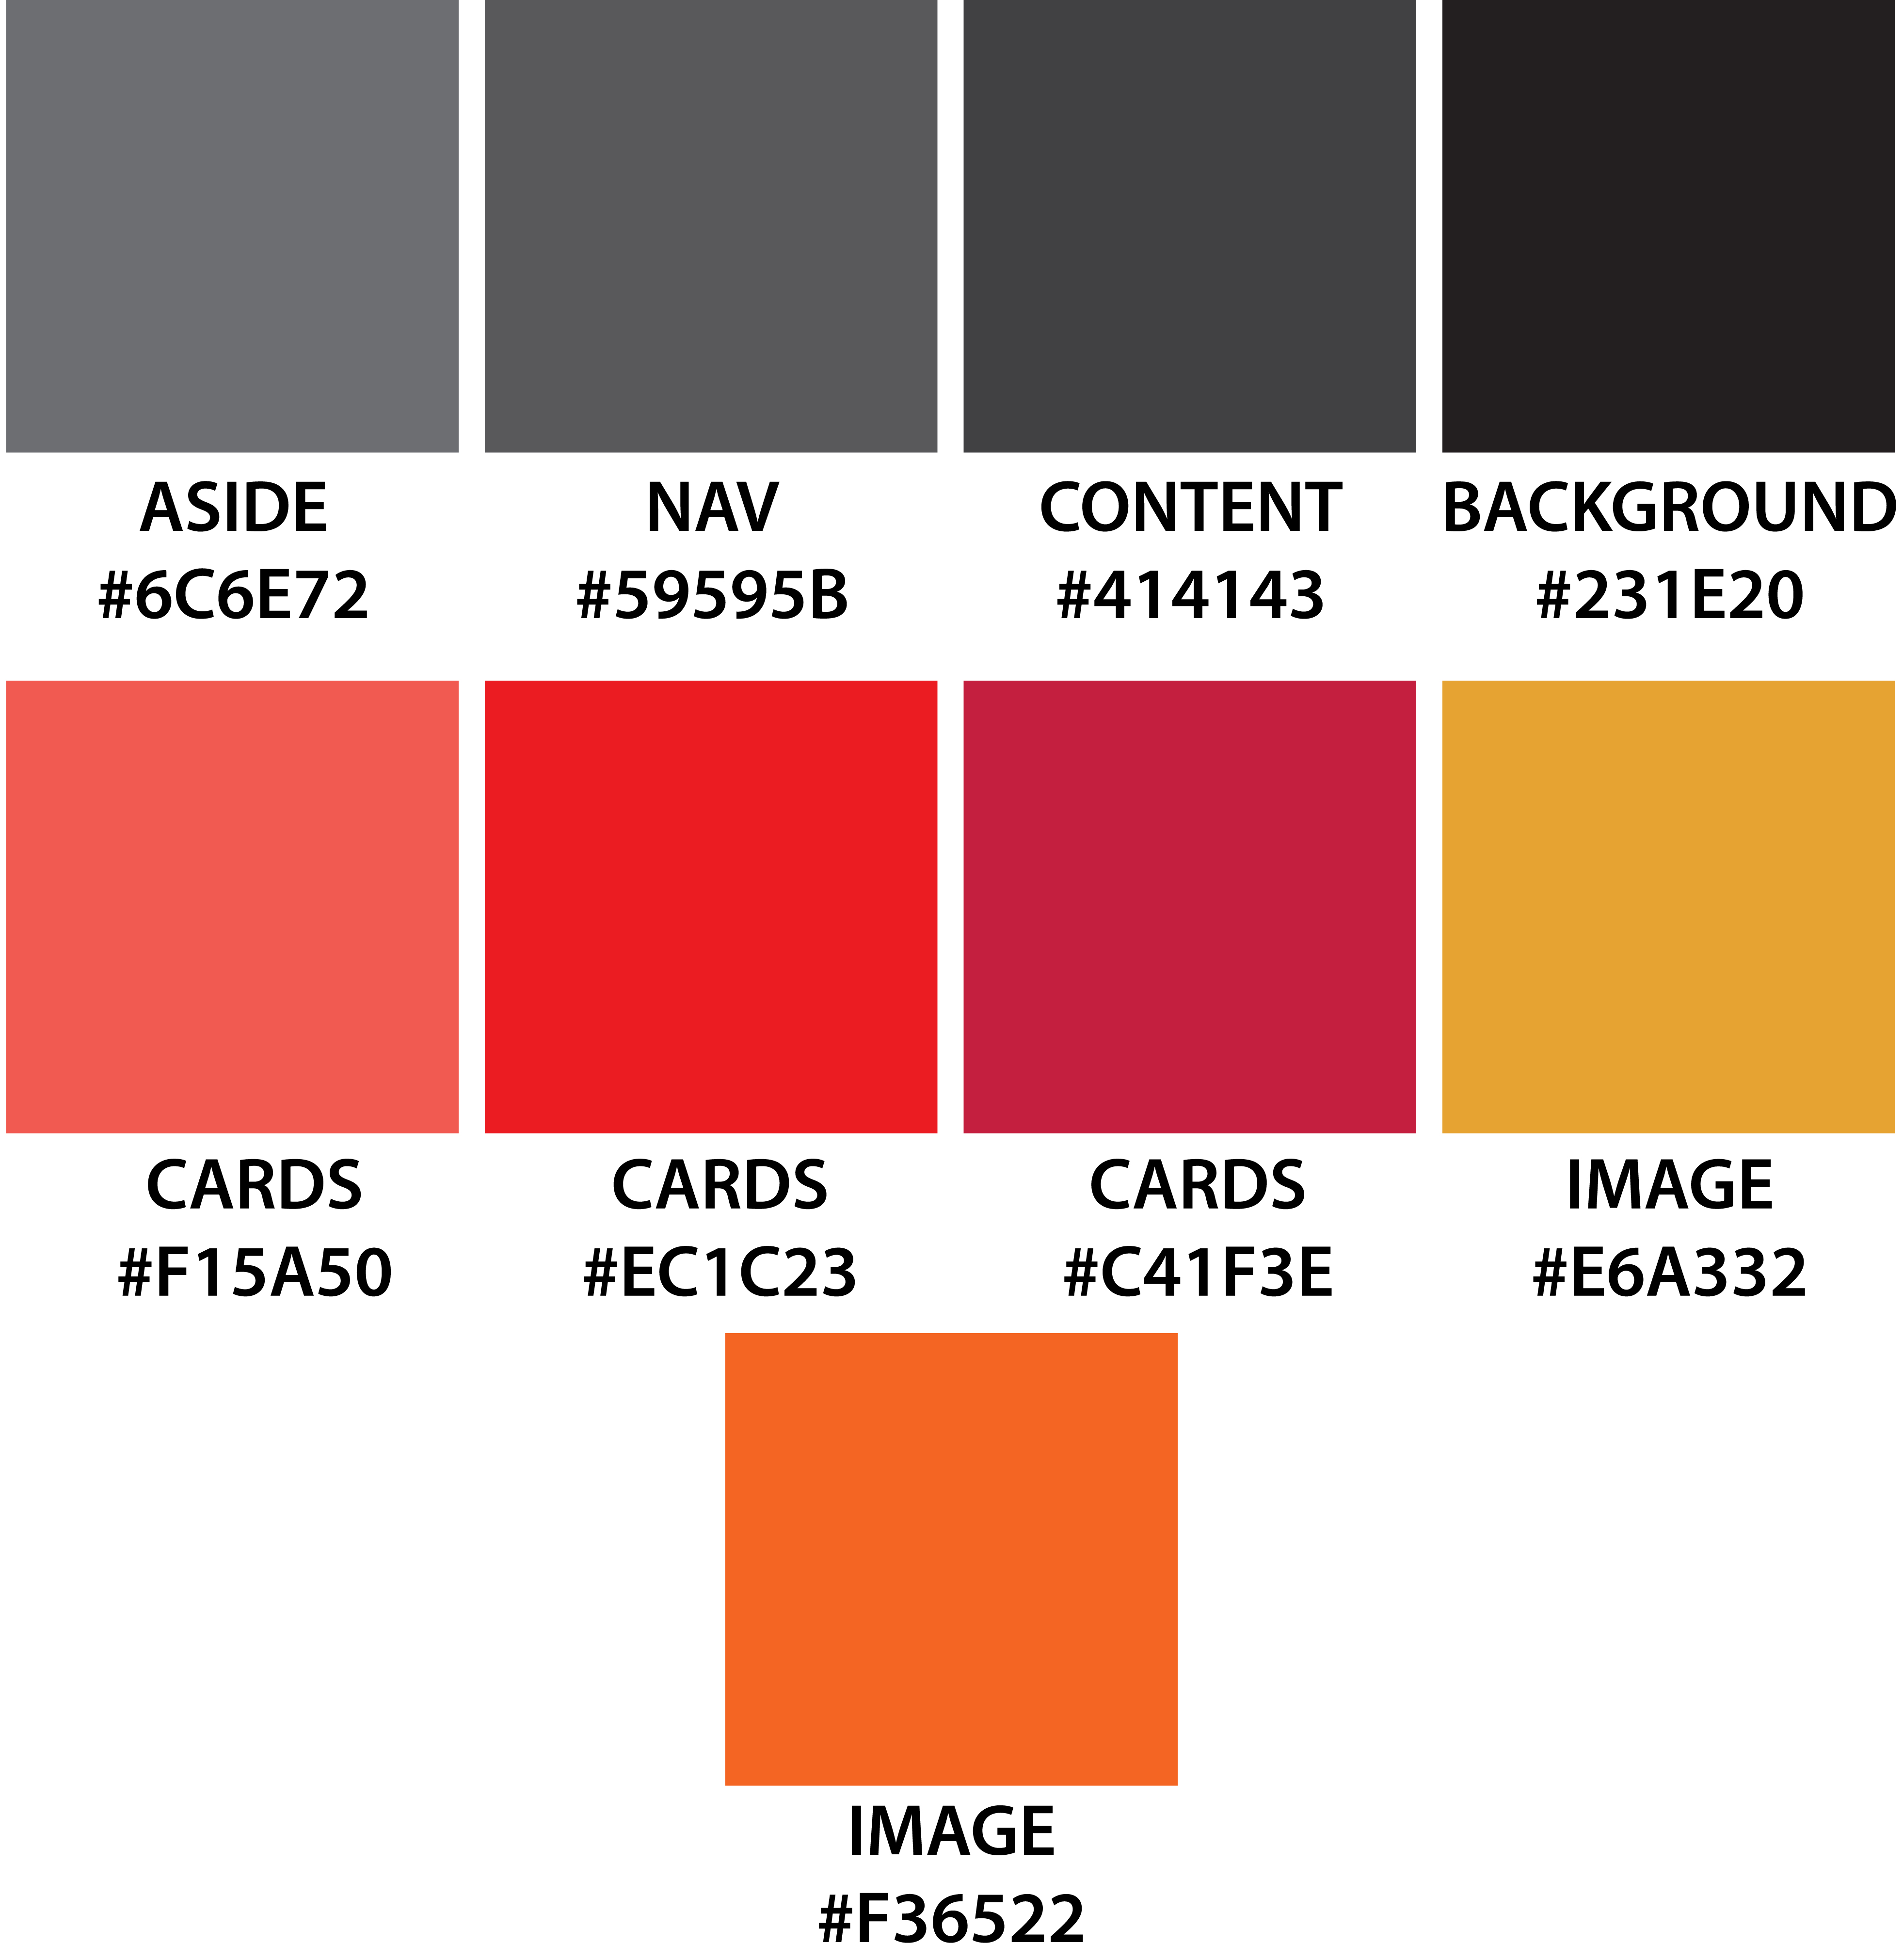 ASIDE NAV CONTENT BACKGROUND
#6C6E72 #59595B #414143 #231E20
CARDS CARDS CARDS IMAGE
#F15A50 #EC1C23 #C41F3E #E6A332
IMAGE
#F36522